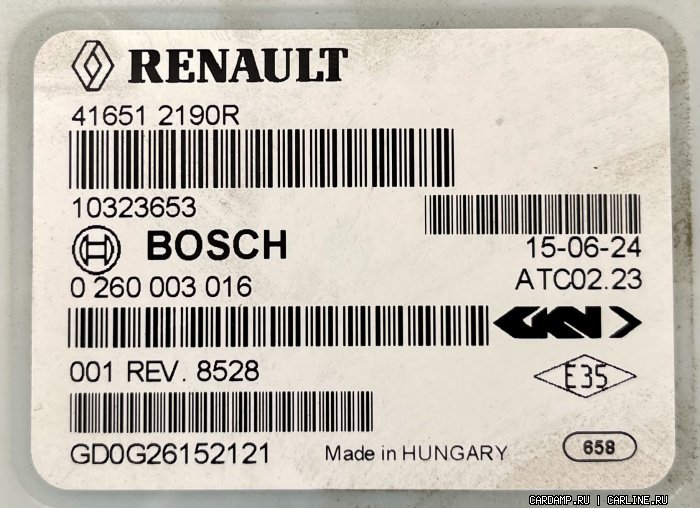 RENAULT
41651 2190R
10323653
BOSCH
15-06-24
0 260 003 016
ATC02.23
GKN
001 REV. 8528
E35
GD0G26152121
Made in HUNGARY
658
CARDAMP.RU | CARLINE.RU